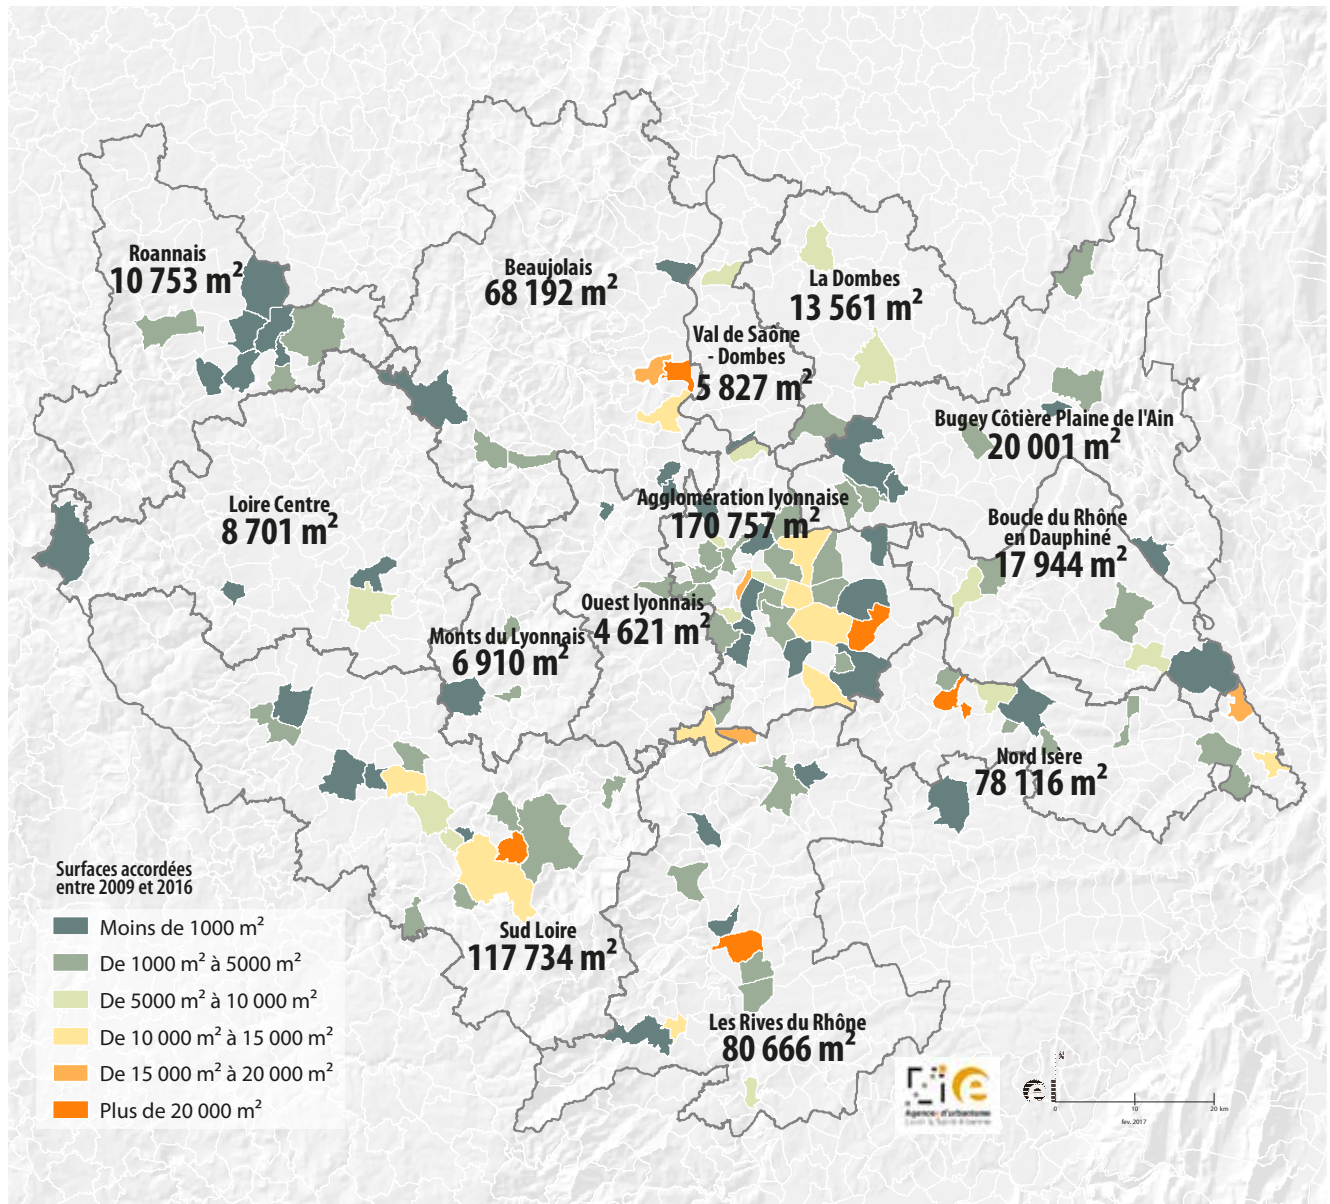 Roannais
10 753 m²
Beaujolais
68 192 m²
La Dombes
13 561 m²
Val de Saône
- Dombes
5 827 m²
Bugey Côtière Plaine de l'Ain
20 001 m²
Loire Centre
8 701 m²
Agglomération lyonnaise
170 757 m²
Boucle du Rhône
en Dauphiné
17 944 m²
Ouest lyonnais
4 621 m²
Monts du Lyonnais
6 910 m²
Nord Isère
78 116 m²
Sud Loire
117 734 m²
Les Rives du Rhône
80 666 m²
Surfaces accordées
entre 2009 et 2016
Moins de 1000 m²
De 1000 m² à 5000 m²
De 5000 m² à 10 000 m²
De 10 000 m² à 15 000 m²
De 15 000 m² à 20 000 m²
Plus de 20 000 m²
Agences d'urbanisme
0 10 20 km
fev. 2017